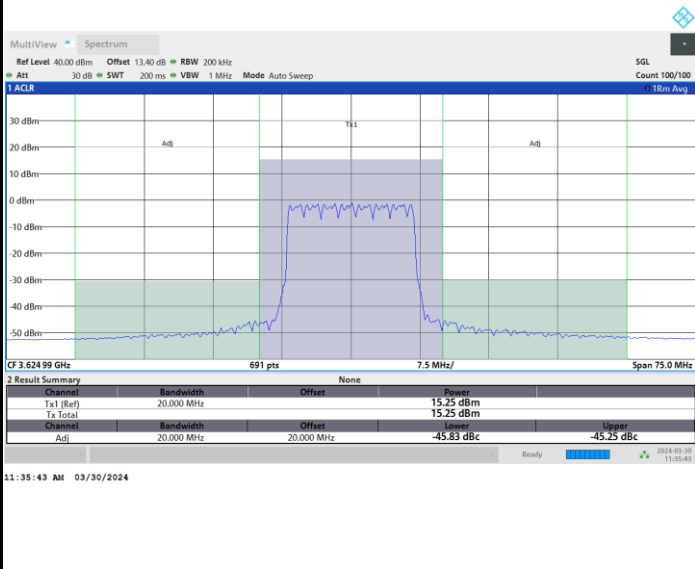 MultiView Spectrum
Ref Level 40.00 dBm Offset 13.40 dB RBW 200 kHz SGL
Att 30 dB SWT 200 ms VBW 1 MHz Mode Auto Sweep Count 100/100
1 ACLR 1Rm Avg
30 dBm
Tx1
20 dBm
Adj Adj
10 dBm
0 dBm
-10 dBm
-20 dBm
-30 dBm
-40 dBm
-50 dBm
CF 3.624 99 GHz 691 pts 7.5 MHz/ Span 75.0 MHz
2 Result Summary None
Channel Bandwidth Offset Power
Tx1 (Ref) 20.000 MHz 15.25 dBm
Tx Total 15.25 dBm
Channel Bandwidth Offset Lower Upper
Adj 20.000 MHz 20.000 MHz -45.83 dBc -45.25 dBc
Ready 2024-03-30
11:35:43
11:35:43 AM 03/30/2024